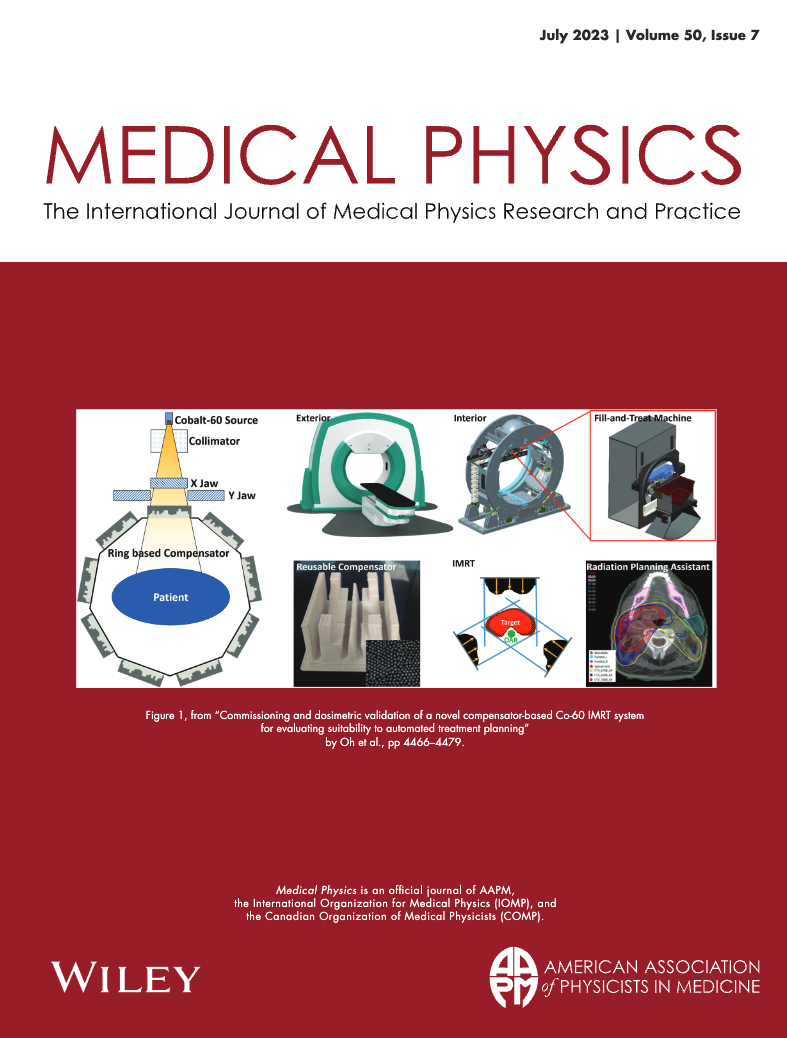 July 2023 | Volume 50, Issue 7
MEDICAL PHYSICS
The International Journal of Medical Physics Research and Practice
Cobalt-60 Source
Collimator
X Jaw
Y Jaw
Ring based Compensator
Patient
Exterior
Interior
Fill-and-Treat Machine
Reusable Compensator
IMRT
Target
OAR
Radiation Planning Assistant
Figure 1, from “Commissioning and dosimetric validation of a novel compensator-based Co-60 IMRT system
for evaluating suitability to automated treatment planning”
by Oh et al., pp 4466–4479.
Medical Physics is an official journal of AAPM,
the International Organization for Medical Physics (IOMP), and
the Canadian Organization of Medical Physicists (COMP).
WILEY
AAPM
AMERICAN ASSOCIATION
of PHYSICISTS IN MEDICINE